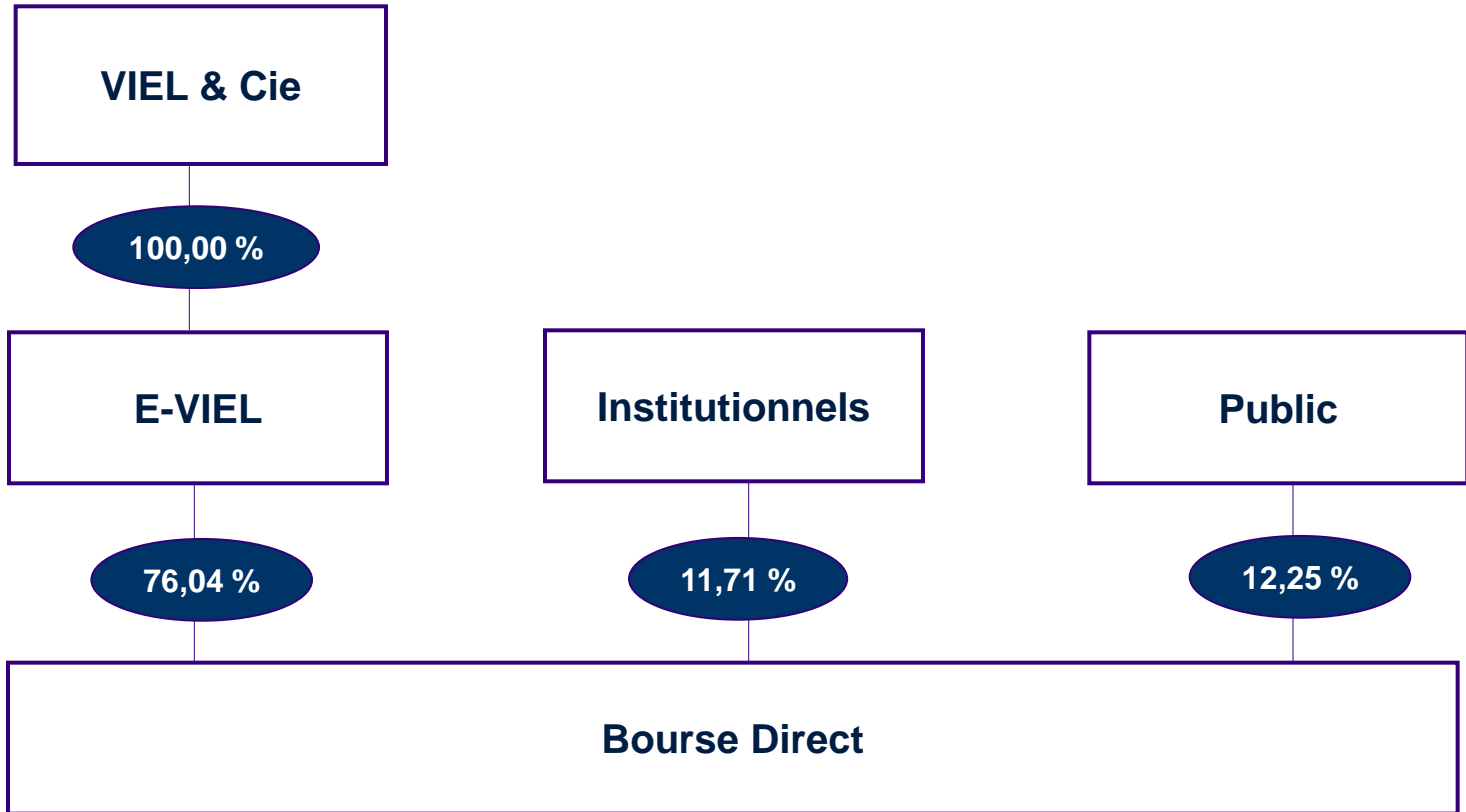 VIEL & Cie
100,00 %
E-VIEL
Institutionnels
Public
76,04 %
11,71 %
12,25 %
Bourse Direct